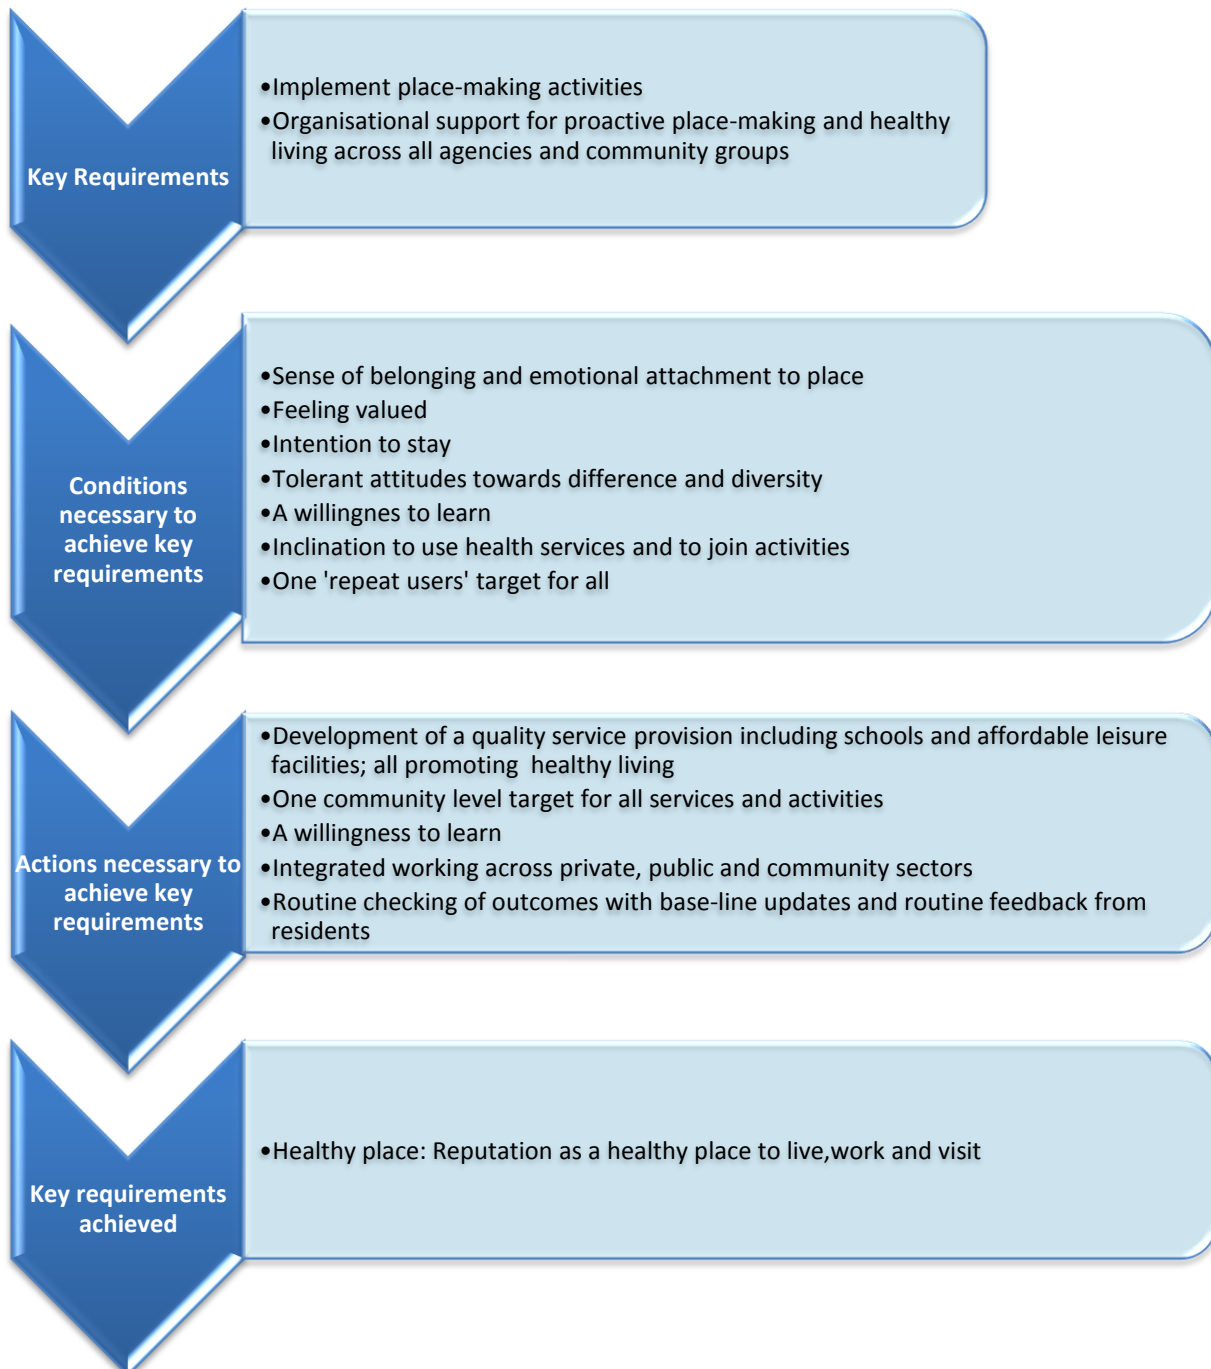 Key Requirements
•Implement place-making activities
•Organisational support for proactive place-making and healthy
living across all agencies and community groups
Conditions
necessary to
achieve key
requirements
•Sense of belonging and emotional attachment to place
•Feeling valued
•Intention to stay
•Tolerant attitudes towards difference and diversity
•A willingnes to learn
•Inclination to use health services and to join activities
•One 'repeat users' target for all
Actions necessary to
achieve key
requirements
•Development of a quality service provision including schools and affordable leisure
facilities; all promoting  healthy living
•One community level target for all services and activities
•A willingness to learn
•Integrated working across private, public and community sectors
•Routine checking of outcomes with base-line updates and routine feedback from
residents
Key requirements
achieved
•Healthy place: Reputation as a healthy place to live,work and visit